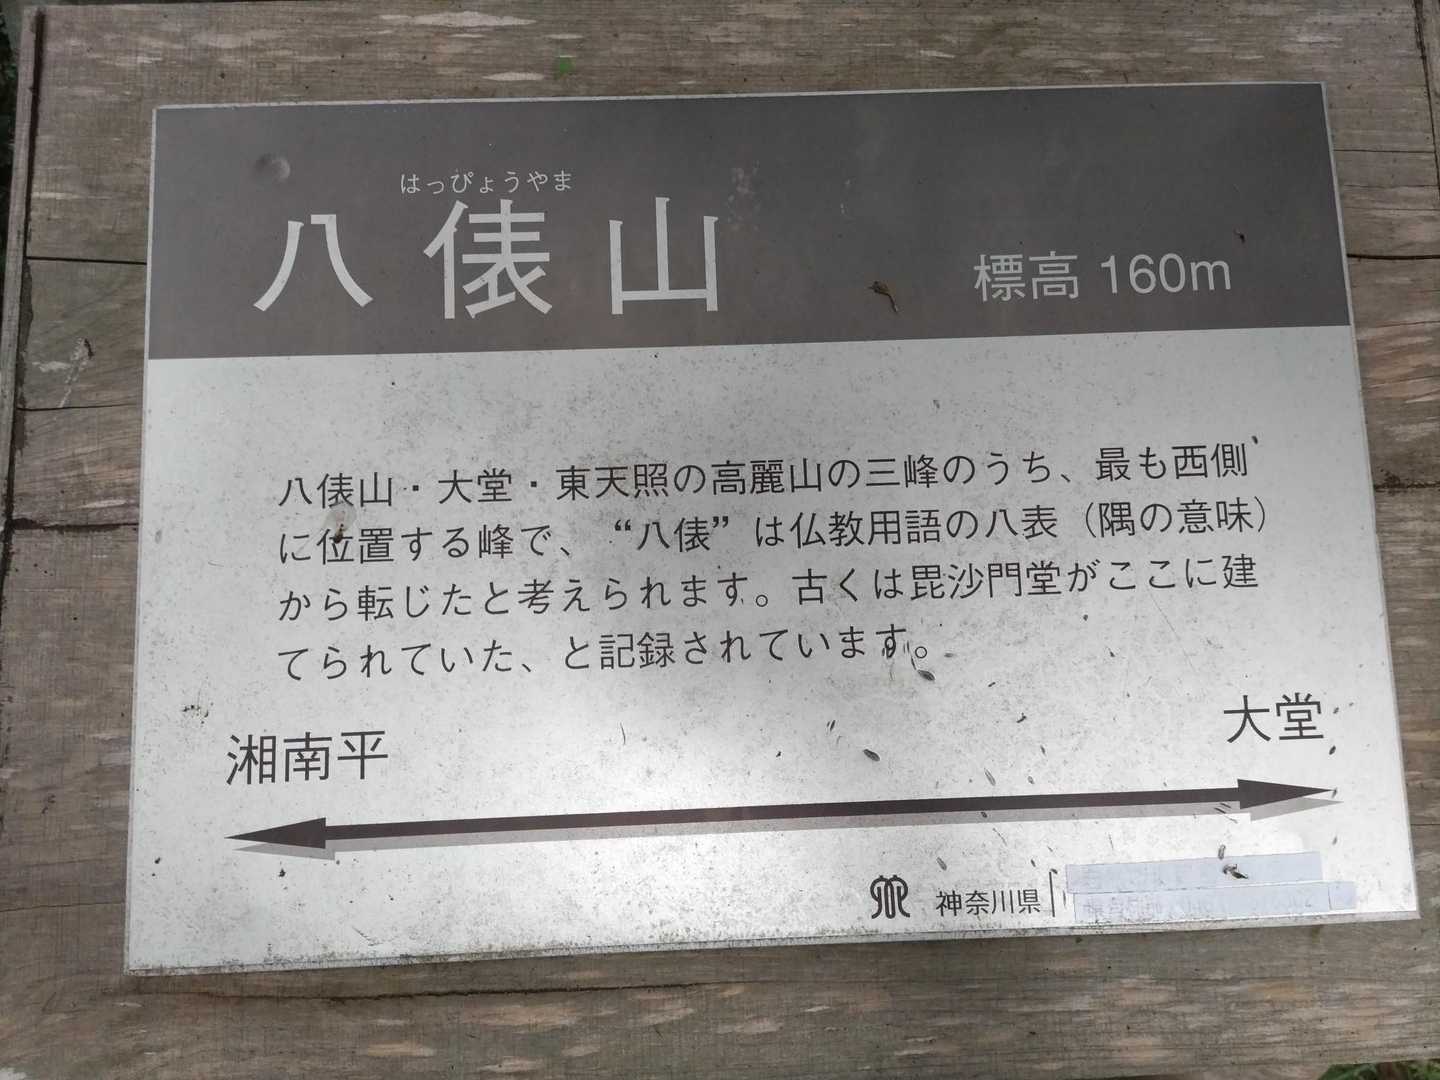 はっぴょうやま
八俵山 標高 160m
八俵山・大堂・東天照の高麗山の三峰のうち、最も西側
に位置する峰で、“八俵”は仏教用語の八表（隅の意味）
から転じたと考えられます。古くは毘沙門堂がここに建
てられていた、と記録されています。
湘南平 大堂
神奈川県